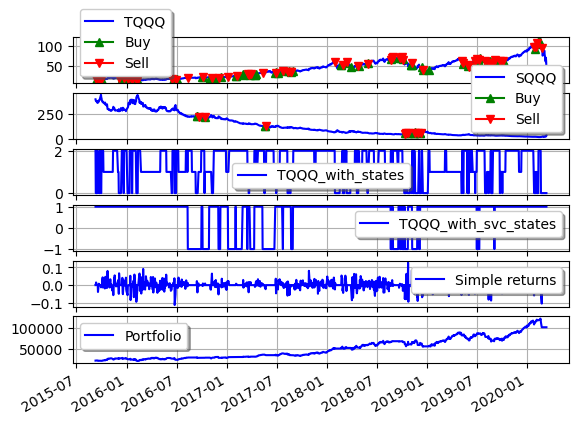 TQQQ
Buy
Sell
100
50
SQQQ
Buy
Sell
250
0
TQQQ_with_states
2
0
TQQQ_with_svc_states
1
0
−1
Simple returns
0.1
0.0
−0.1
Portfolio
100000
50000
2015-07
2016-01
2016-07
2017-01
2017-07
2018-01
2018-07
2019-01
2019-07
2020-01